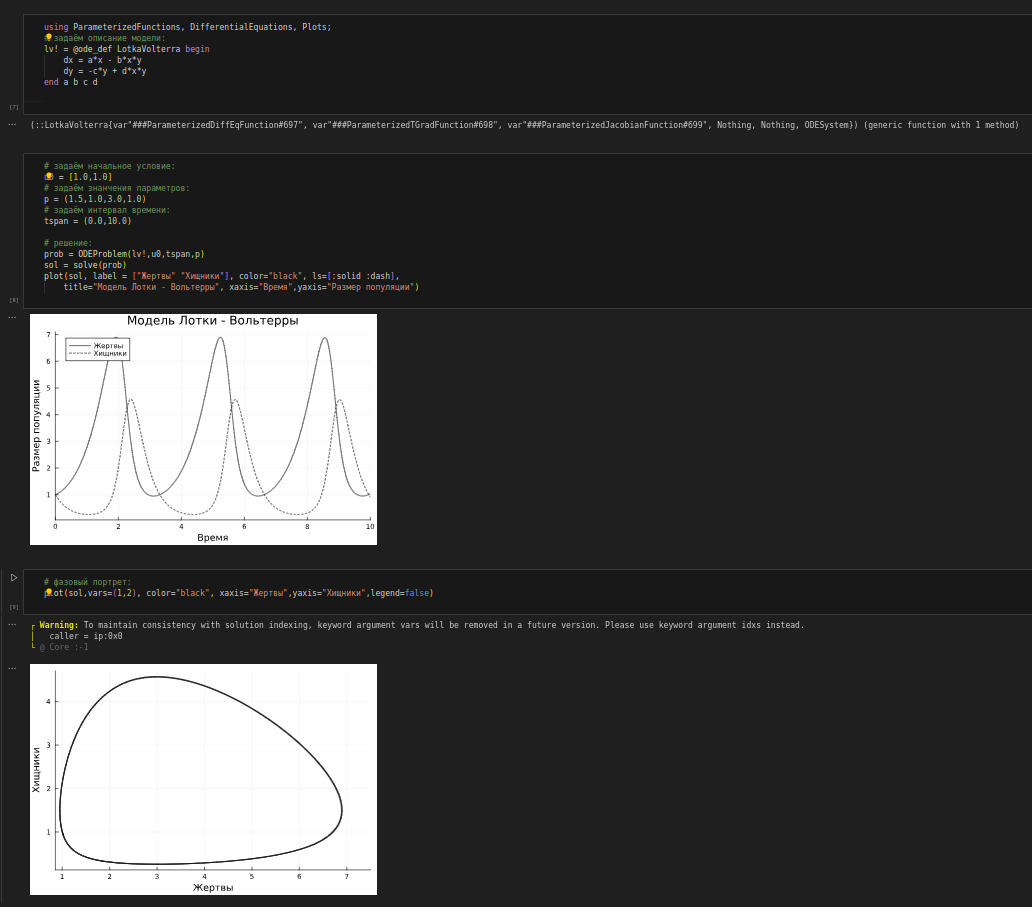 using ParameterizedFunctions, DifferentialEquations, Plots;
задаём описание модели:
lv! = @ode_def LotkaVolterra begin
dx = a*x - b*x*y
dy = -c*y + d*x*y
end a b c d
[7]
(::LotkaVolterra{var"###ParameterizedDiffEqFunction#697", var"###ParameterizedTGradFunction#698", var"###ParameterizedJacobianFunction#699", Nothing, Nothing, ODESystem}) (generic function with 1 method)
# задаём начальное условие:
= [1.0,1.0]
# задаём знанчения параметров:
p = (1.5,1.0,3.0,1.0)
# задаём интервал времени:
tspan = (0.0,10.0)
# решение:
prob = ODEProblem(lv!,u0,tspan,p)
sol = solve(prob)
plot(sol, label = ["Жертвы" "Хищники"], color="black", ls=[:solid :dash],
title="Модель Лотки - Вольтерры", xaxis="Время",yaxis="Размер популяции")
[8]
Модель Лотки - Вольтерры
Жертвы
Хищники
Размер популяции
7
6
5
4
3
2
1
0 2 4 6 8 10
Время
# фазовый портрет:
plot(sol,vars=(1,2), color="black", xaxis="Жертвы",yaxis="Хищники",legend=false)
[9]
┌ Warning: To maintain consistency with solution indexing, keyword argument vars will be removed in a future version. Please use keyword argument idxs instead.
│ caller = ip:0x0
└ @ Core :-1
Хищники
4
3
2
1
1 2 3 4 5 6 7
Жертвы